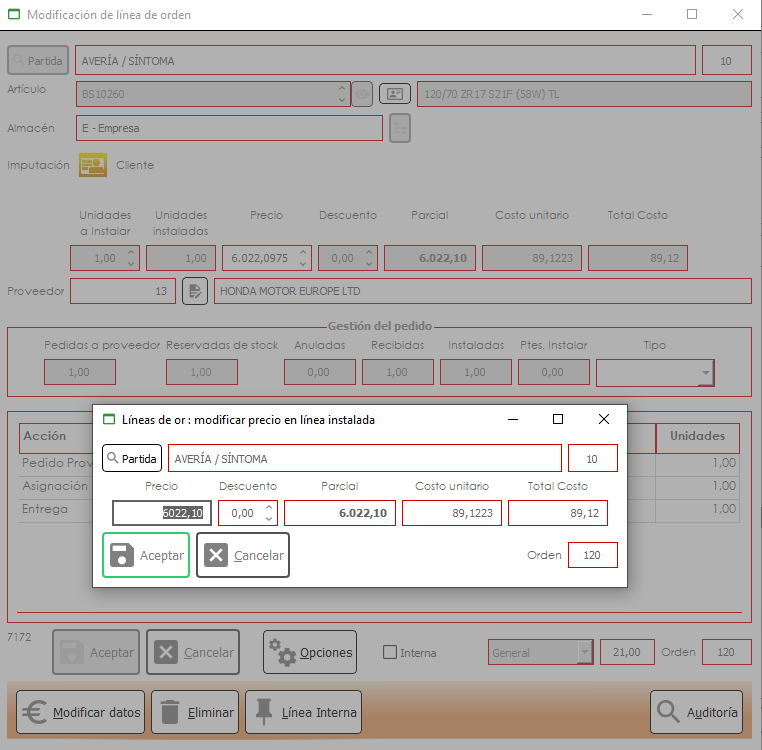 Modificación de línea de orden
Partida AVERÍA / SÍNTOMA 10
Artículo BS10260 120/70 ZR17 S21F (58W) TL
Almacén E - Empresa
Imputación Cliente
Unidades a Instalar Unidades instaladas Precio Descuento Parcial Costo unitario Total Costo
1,00 1,00 6.022,0975 0,00 6.022,10 89,1223 89,12
Proveedor 13 HONDA MOTOR EUROPE LTD
Gestión del pedido
Pedidas a proveedor Reservadas de stock Anuladas Recibidas Instaladas Ptes. Instalar Tipo
1,00 1,00 0,00 1,00 1,00 0,00
Líneas de or : modificar precio en línea instalada
Partida AVERÍA / SÍNTOMA 10
Precio Descuento Parcial Costo unitario Total Costo
6022,10 0,00 6.022,10 89,1223 89,12
Aceptar Cancelar Orden 120
Acción Unidades
Pedido Prov 1,00
Asignación 1,00
Entrega 1,00
7172 Aceptar Cancelar Opciones Interna General 21,00 Orden 120
Modificar datos Eliminar Línea Interna Auditoría